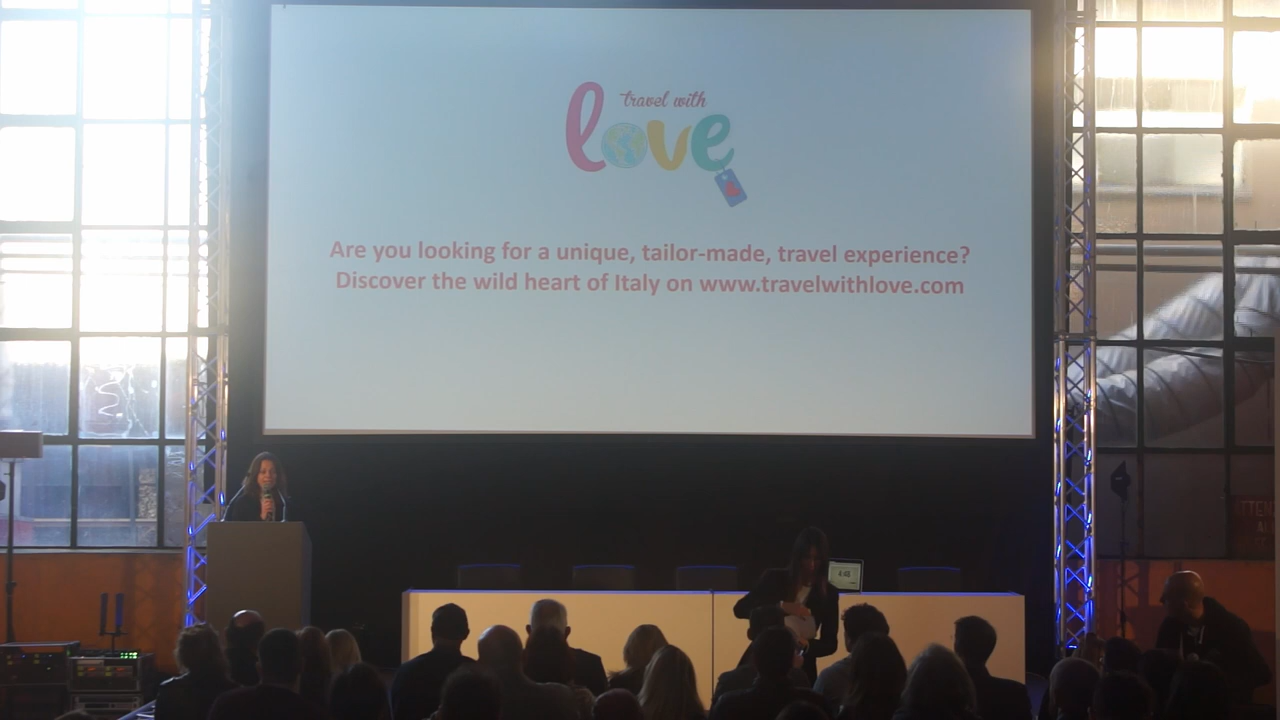 travel with
love
Are you looking for a unique, tailor-made, travel experience?
Discover the wild heart of Italy on www.travelwithlove.com